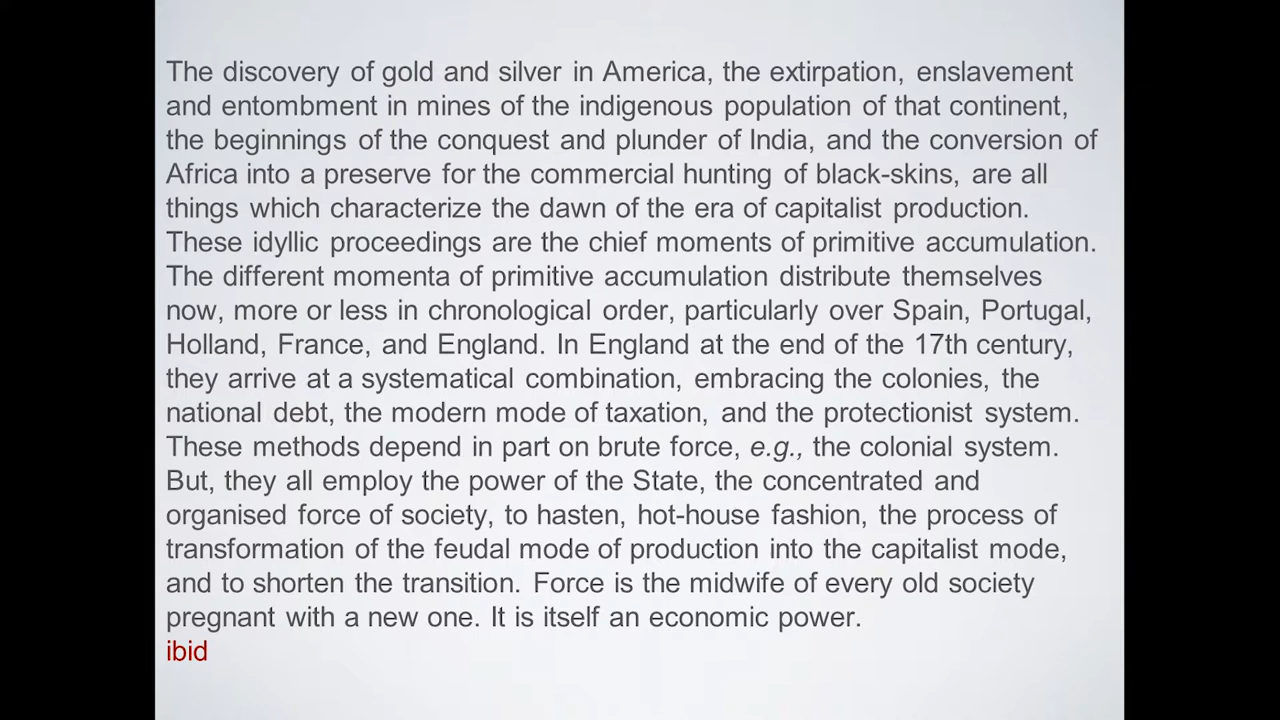 The discovery of gold and silver in America, the extirpation, enslavement
and entombment in mines of the indigenous population of that continent,
the beginnings of the conquest and plunder of India, and the conversion of
Africa into a preserve for the commercial hunting of black-skins, are all
things which characterize the dawn of the era of capitalist production.
These idyllic proceedings are the chief moments of primitive accumulation.
The different momenta of primitive accumulation distribute themselves
now, more or less in chronological order, particularly over Spain, Portugal,
Holland, France, and England. In England at the end of the 17th century,
they arrive at a systematical combination, embracing the colonies, the
national debt, the modern mode of taxation, and the protectionist system.
These methods depend in part on brute force, e.g., the colonial system.
But, they all employ the power of the State, the concentrated and
organised force of society, to hasten, hot-house fashion, the process of
transformation of the feudal mode of production into the capitalist mode,
and to shorten the transition. Force is the midwife of every old society
pregnant with a new one. It is itself an economic power.
ibid